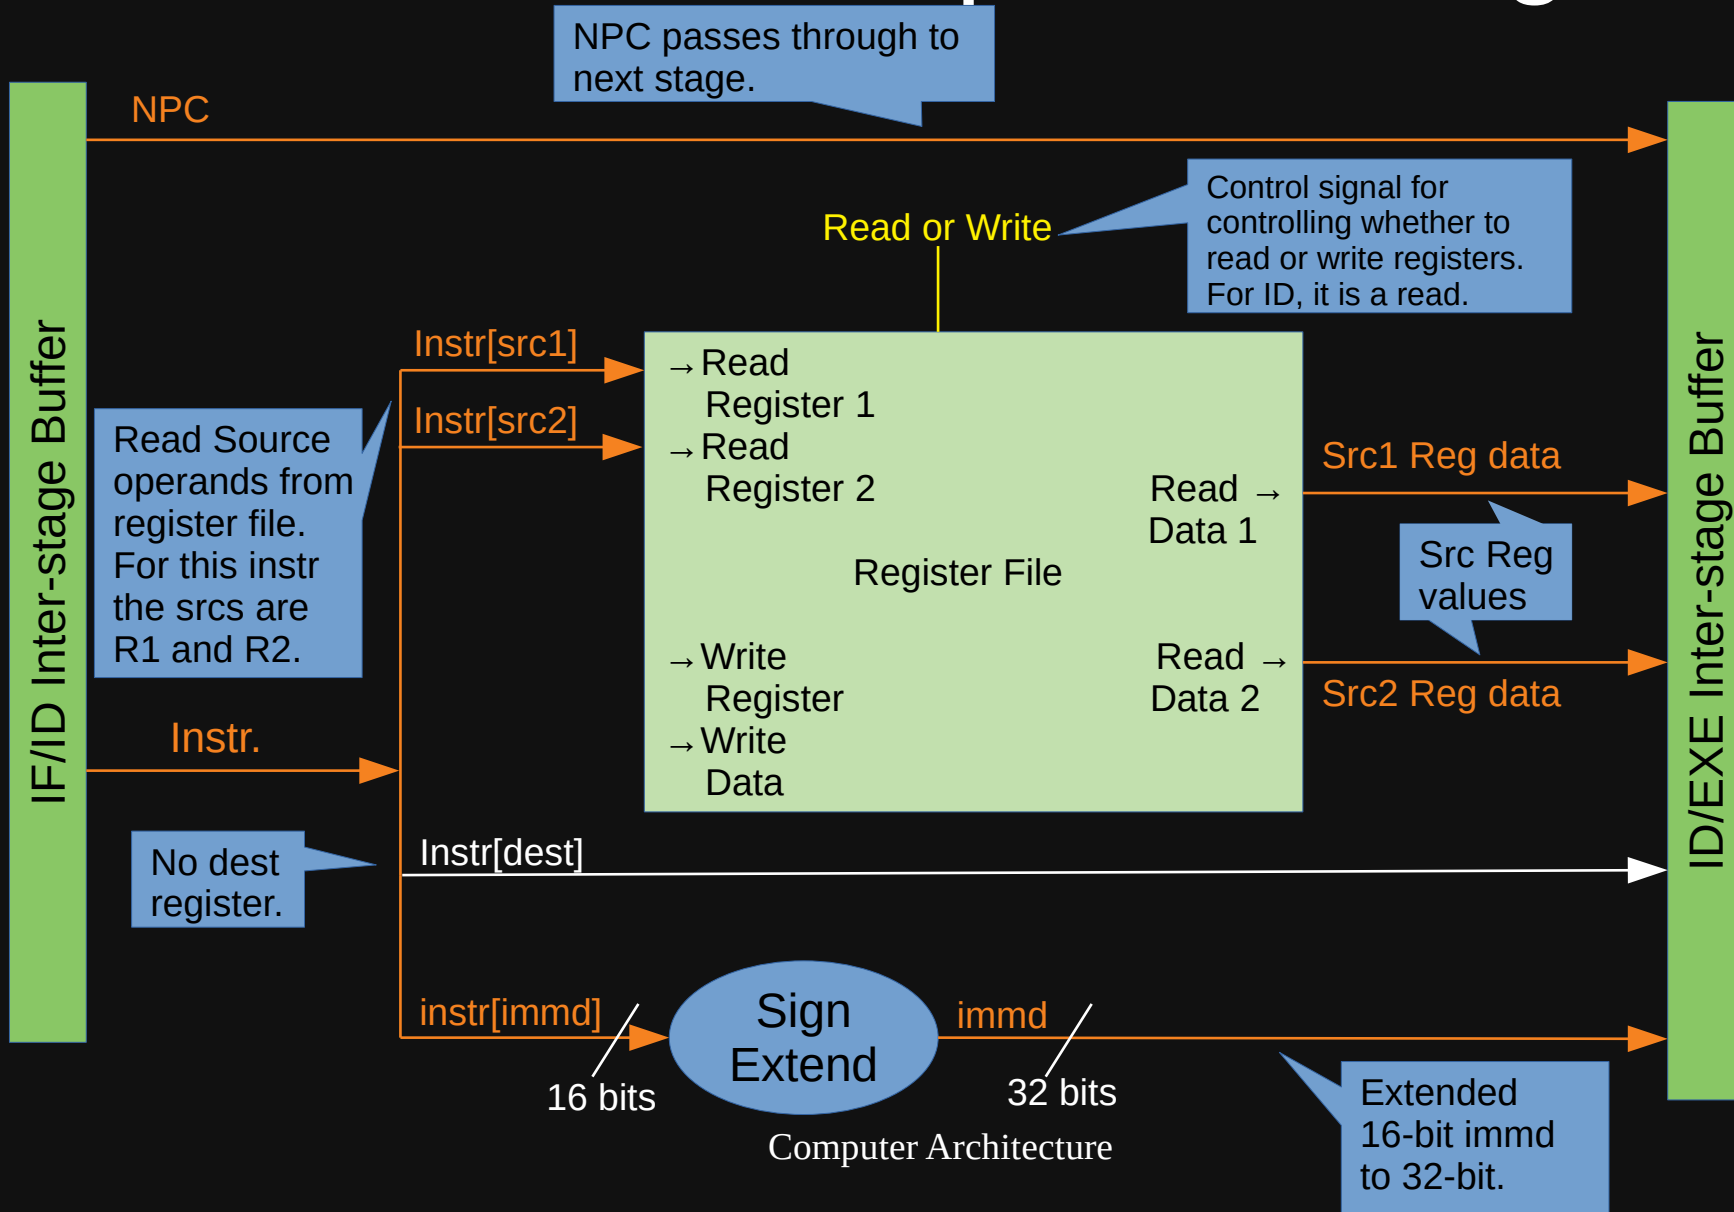 NPC passes through to
next stage.
NPC
Control signal for
controlling whether to
read or write registers.
For ID, it is a read.
Read or Write
IF/ID Inter-stage Buffer
Instr[src1]
Instr[src2]
Read Source
operands from
register file.
For this instr
the srcs are
R1 and R2.
→Read
Register 1
→Read
Register 2
Read →
Data 1
Register File
→Write
Register
→Write
Data
Read →
Data 2
Src1 Reg data
Src Reg
values
Src2 Reg data
ID/EXE Inter-stage Buffer
Instr.
Instr[dest]
No dest
register.
instr[immd]
16 bits
Sign
Extend
immd
32 bits
Extended
16-bit immd
to 32-bit.
Computer Architecture